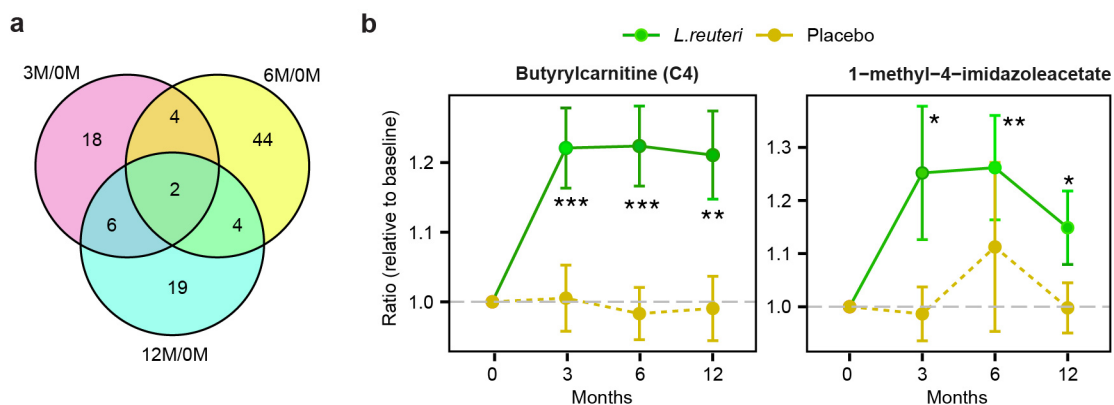 a
3M/0M
6M/0M
18
4
44
2
6
4
19
12M/0M
b
L.reuteri
Placebo
Butyrylcarnitine (C4)
Ratio (relative to baseline)
1.2
1.1
1.0
***
***
**
0
3
6
12
Months
1−methyl−4−imidazoleacetate
1.3
1.2
1.1
1.0
*
**
*
0
3
6
12
Months